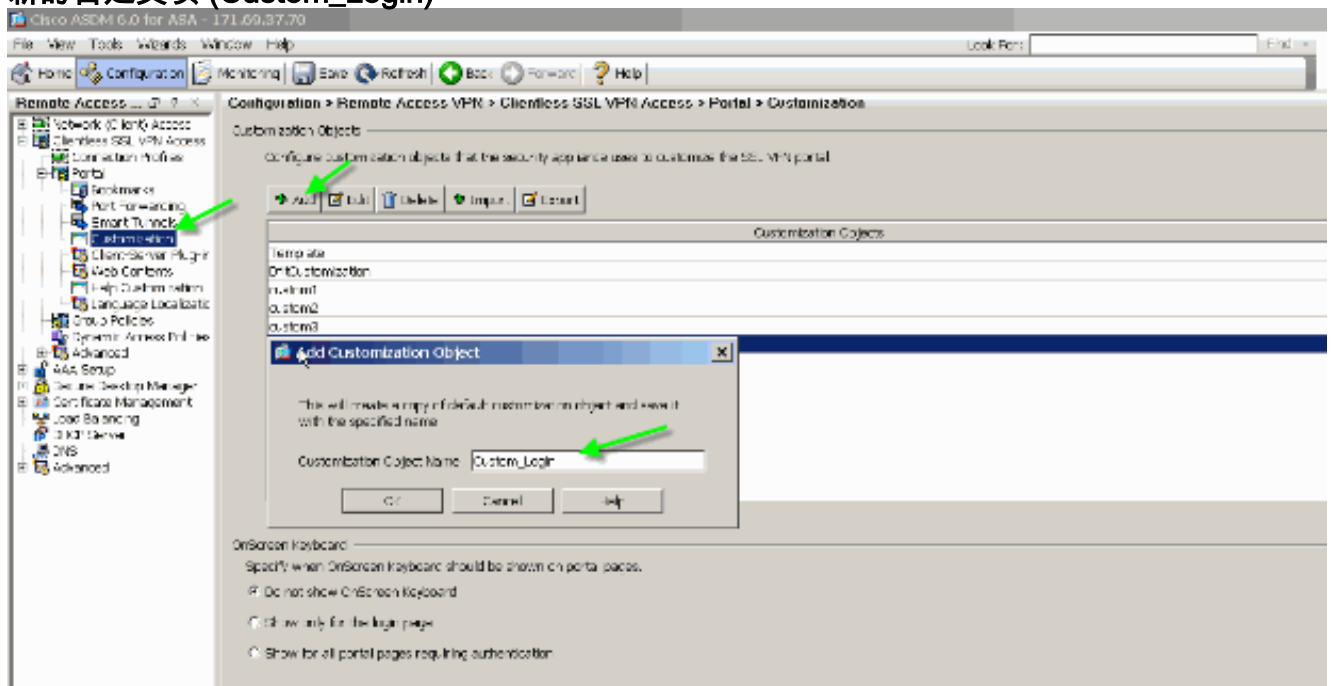 Cisco ASDM 6.0 for ASA - 171.69.37.70
File View Tools Wizards Window Help Look For: Find
Home Configuration Monitoring Save Refresh Back Forward Help
Remote Access ...
Configuration > Remote Access VPN > Clientless SSL VPN Access > Portal > Customization
Network (Client) Access
Clientless SSL VPN Access
Connection Profiles
Portal
Bookmarks
Port Forwarding
Smart Tunnels
Customization
Client-Server Plug-in
Web Contents
Help Customization
Language Localizatic
Group Policies
Dynamic Access Policies
Advanced
AAA Setup
Secure Desktop Manager
Certificate Management
Load Balancing
DHCP Server
DNS
Advanced
Customization Objects
Configure customization objects that the security appliance uses to customize the SSL VPN portal.
Add Edit Delete Import Export
Customization Objects
Template
DfltCustomization
custom1
custom2
custom3
Add Customization Object
This will create a copy of default customization object and save it
with the specified name
Customization Object Name Custom_Login
OK Cancel Help
OnScreen Keyboard
Specify when OnScreen Keyboard should be shown on portal pages.
Do not show OnScreen Keyboard
Show only for the login page
Show for all portal pages requiring authentication